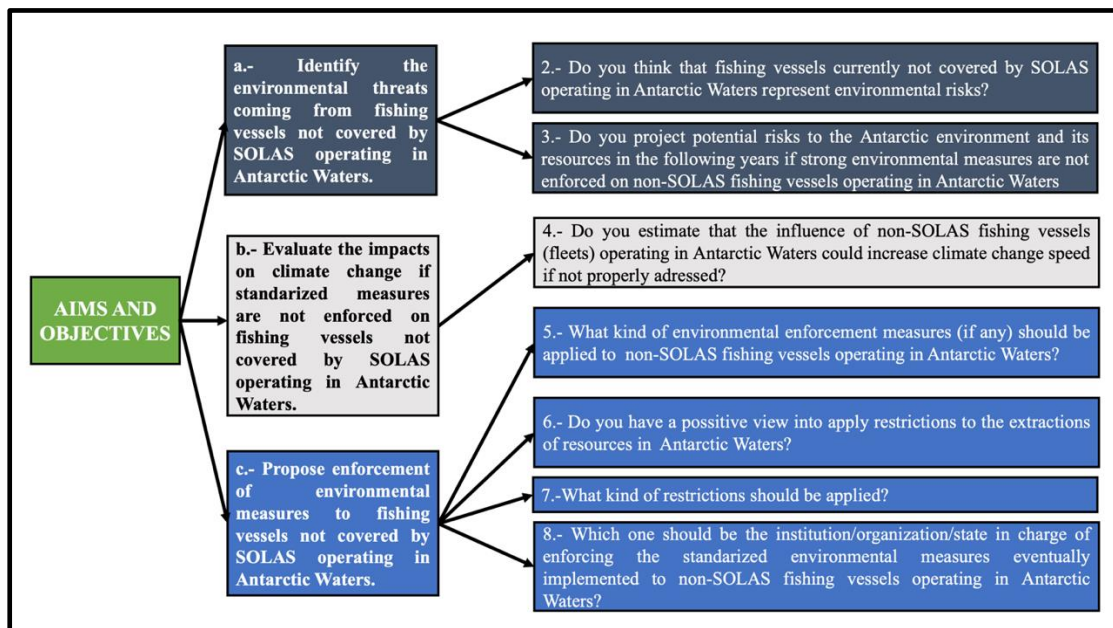 AIMS AND
OBJECTIVES
a.- Identify the
environmental threats
coming from fishing
vessels not covered by
SOLAS operating in
Antarctic Waters.
2.- Do you think that fishing vessels currently not covered by SOLAS
operating in Antarctic Waters represent environmental risks?
3.- Do you project potential risks to the Antarctic environment and its
resources in the following years if strong environmental measures are not
enforced on non-SOLAS fishing vessels operating in Antarctic Waters
b.- Evaluate the impacts
on climate change if
standarized measures
are not enforced on
fishing vessels not
covered by SOLAS
operating in Antarctic
Waters.
4.- Do you estimate that the influence of non-SOLAS fishing vessels
(fleets) operating in Antarctic Waters could increase climate change speed
if not properly adressed?
c.- Propose enforcement
of environmental
measures to fishing
vessels not covered by
SOLAS operating in
Antarctic Waters.
5.- What kind of environmental enforcement measures (if any) should be
applied to non-SOLAS fishing vessels operating in Antarctic Waters?
6.- Do you have a possitive view into apply restrictions to the extractions
of resources in Antarctic Waters?
7.-What kind of restrictions should be applied?
8.- Which one should be the institution/organization/state in charge of
enforcing the standarized environmental measures eventually
implemented to non-SOLAS fishing vessels operating in Antarctic
Waters?